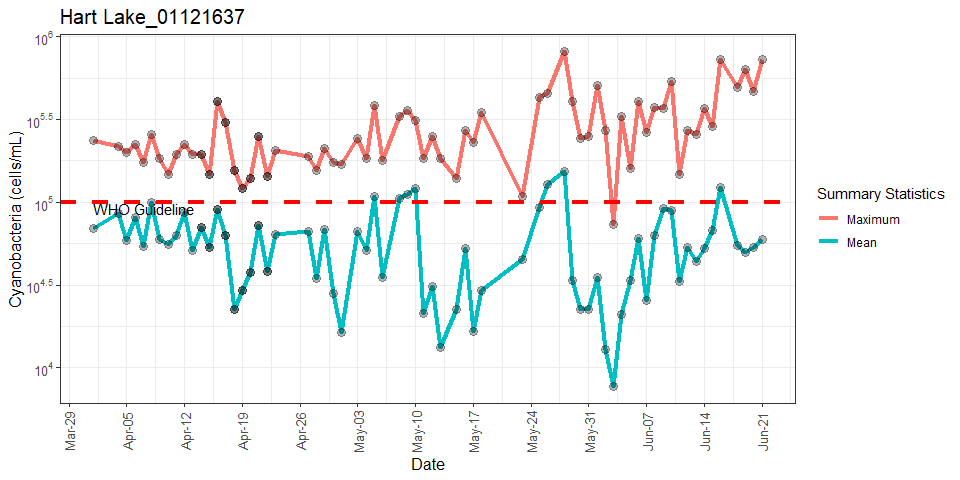 Hart Lake_01121637
Cyanobacteria (cells/mL)
10^6
10^5.5
10^5
10^4.5
10^4
WHO Guideline
Mar-29
Apr-05
Apr-12
Apr-19
Apr-26
May-03
May-10
May-17
May-24
May-31
Jun-07
Jun-14
Jun-21
Date
Summary Statistics
Maximum
Mean